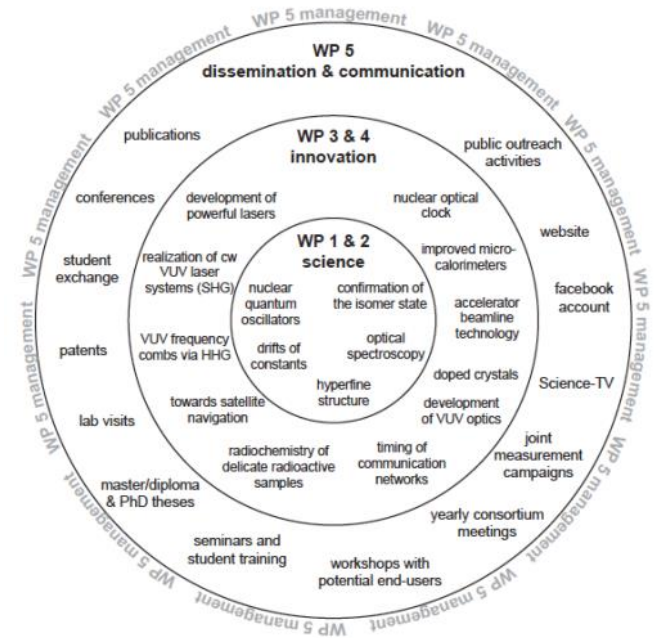 WP 5 management WP 5 management WP 5 management WP 5 management WP 5 management WP 5 management WP 5 management WP 5 management WP 5 management WP 5 management WP 5 management
WP 5
dissemination & communication
publications
conferences
student
exchange
patents
lab visits
master/diploma
& PhD theses
seminars and
student training
workshops with
potential end-users
yearly consortium
meetings
joint
measurement
campaigns
Science-TV
facebook
account
website
public outreach
activities
WP 3 & 4
innovation
development of
powerful lasers
realization of cw
VUV laser
systems (SHG)
VUV frequency
combs via HHG
towards satellite
navigation
radiochemistry of
delicate radioactive
samples
timing of
communication
networks
development
of VUV optics
doped crystals
accelerator
beamline
technology
improved micro-
calorimeters
nuclear optical
clock
WP 1 & 2
science
nuclear
quantum
oscillators
confirmation of
the isomer state
drifts of
constants
optical
spectroscopy
hyperfine
structure